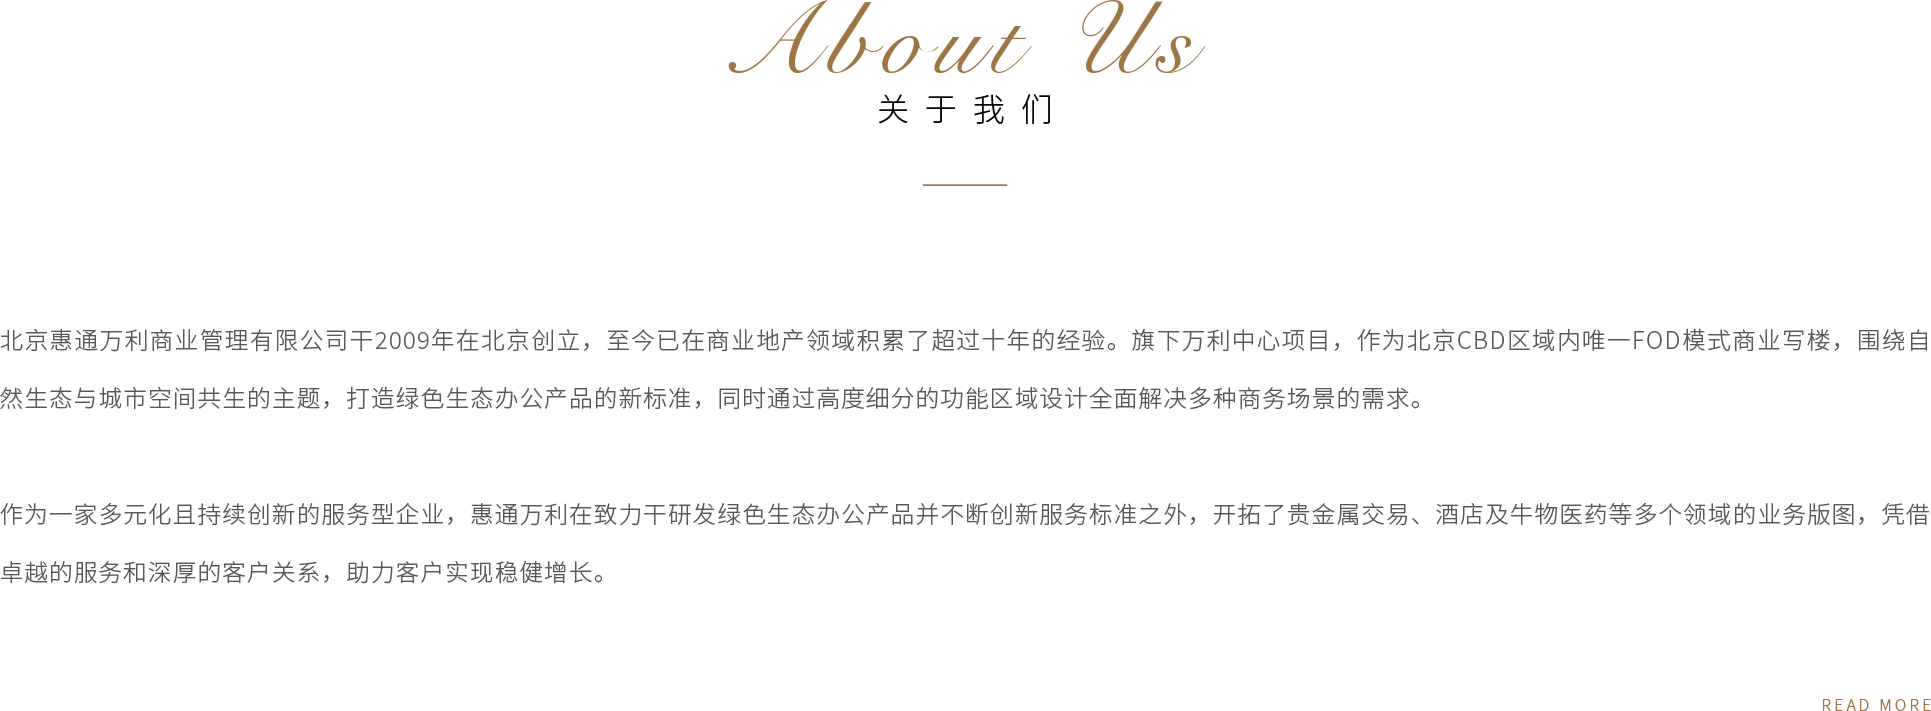 About Us
关于我们
北京惠通万利商业管理有限公司干2009年在北京创立，至今已在商业地产领域积累了超过十年的经验。旗下万利中心项目，作为北京CBD区域内唯一FOD模式商业写楼，围绕自
然生态与城市空间共生的主题，打造绿色生态办公产品的新标准，同时通过高度细分的功能区域设计全面解决多种商务场景的需求。
作为一家多元化且持续创新的服务型企业，惠通万利在致力干研发绿色生态办公产品并不断创新服务标准之外，开拓了贵金属交易、酒店及牛物医药等多个领域的业务版图，凭借
卓越的服务和深厚的客户关系，助力客户实现稳健增长。
READ MORE